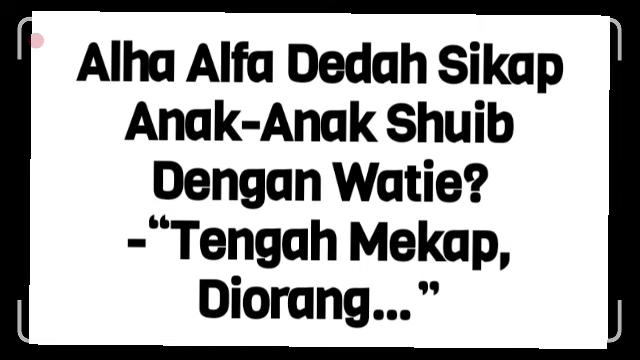 Alha Alfa Dedah Sikap
Anak-Anak Shuib
Dengan Watie?
-“Tengah Mekap,
Diorang...”